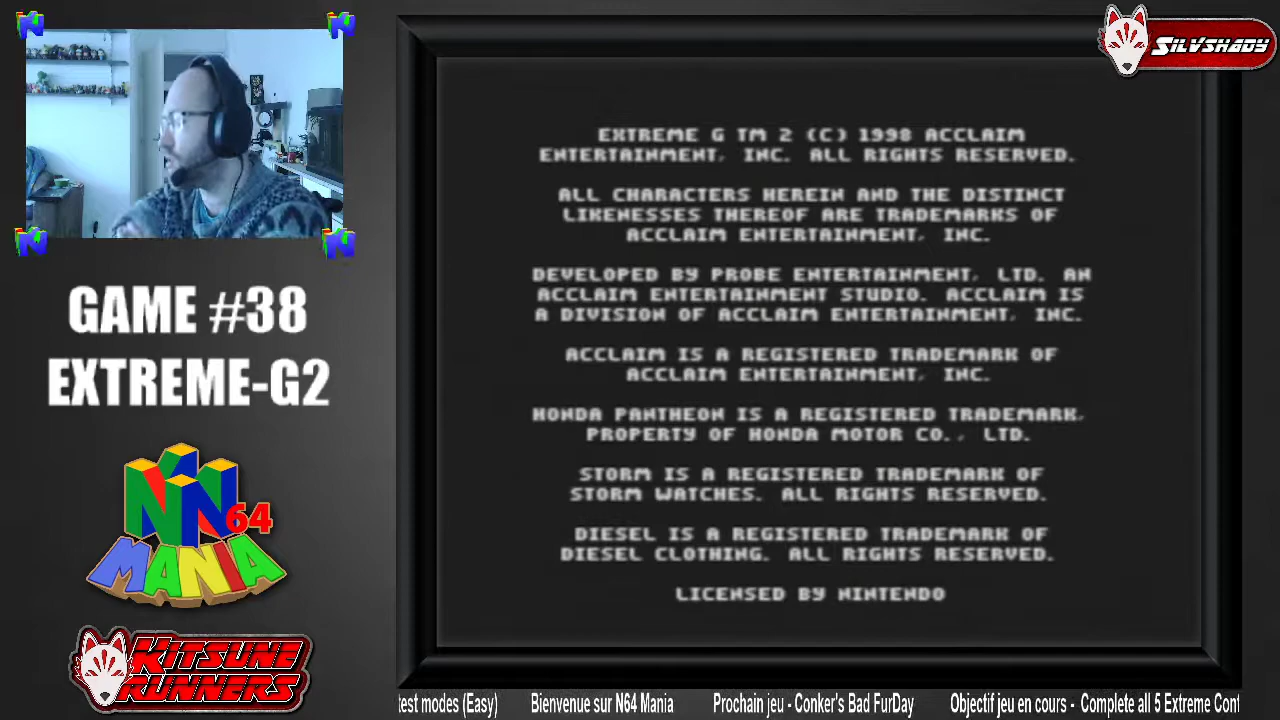 SILVSHADY
EXTREME G TM 2 (C) 1998 ACCLAIM
ENTERTAINMENT, INC. ALL RIGHTS RESERVED.
ALL CHARACTERS HEREIN AND THE DISTINCT
LIKENESSES THEREOF ARE TRADEMARKS OF
ACCLAIM ENTERTAINMENT, INC.
DEVELOPED BY PROBE ENTERTAINMENT, LTD. AN
ACCLAIM ENTERTAINMENT STUDIO. ACCLAIM IS
A DIVISION OF ACCLAIM ENTERTAINMENT, INC.
ACCLAIM IS A REGISTERED TRADEMARK OF
ACCLAIM ENTERTAINMENT, INC.
HONDA PANTHEON IS A REGISTERED TRADEMARK,
PROPERTY OF HONDA MOTOR CO., LTD.
STORM IS A REGISTERED TRADEMARK OF
STORM WATCHES. ALL RIGHTS RESERVED.
DIESEL IS A REGISTERED TRADEMARK OF
DIESEL CLOTHING. ALL RIGHTS RESERVED.
LICENSED BY NINTENDO
GAME #38
EXTREME-G2
64
MANIA
KITSUNE
RUNNERS
test modes (Easy) Bienvenue sur N64 Mania Prochain jeu - Conker's Bad FurDay Objectif jeu en cours - Complete all 5 Extreme Cont